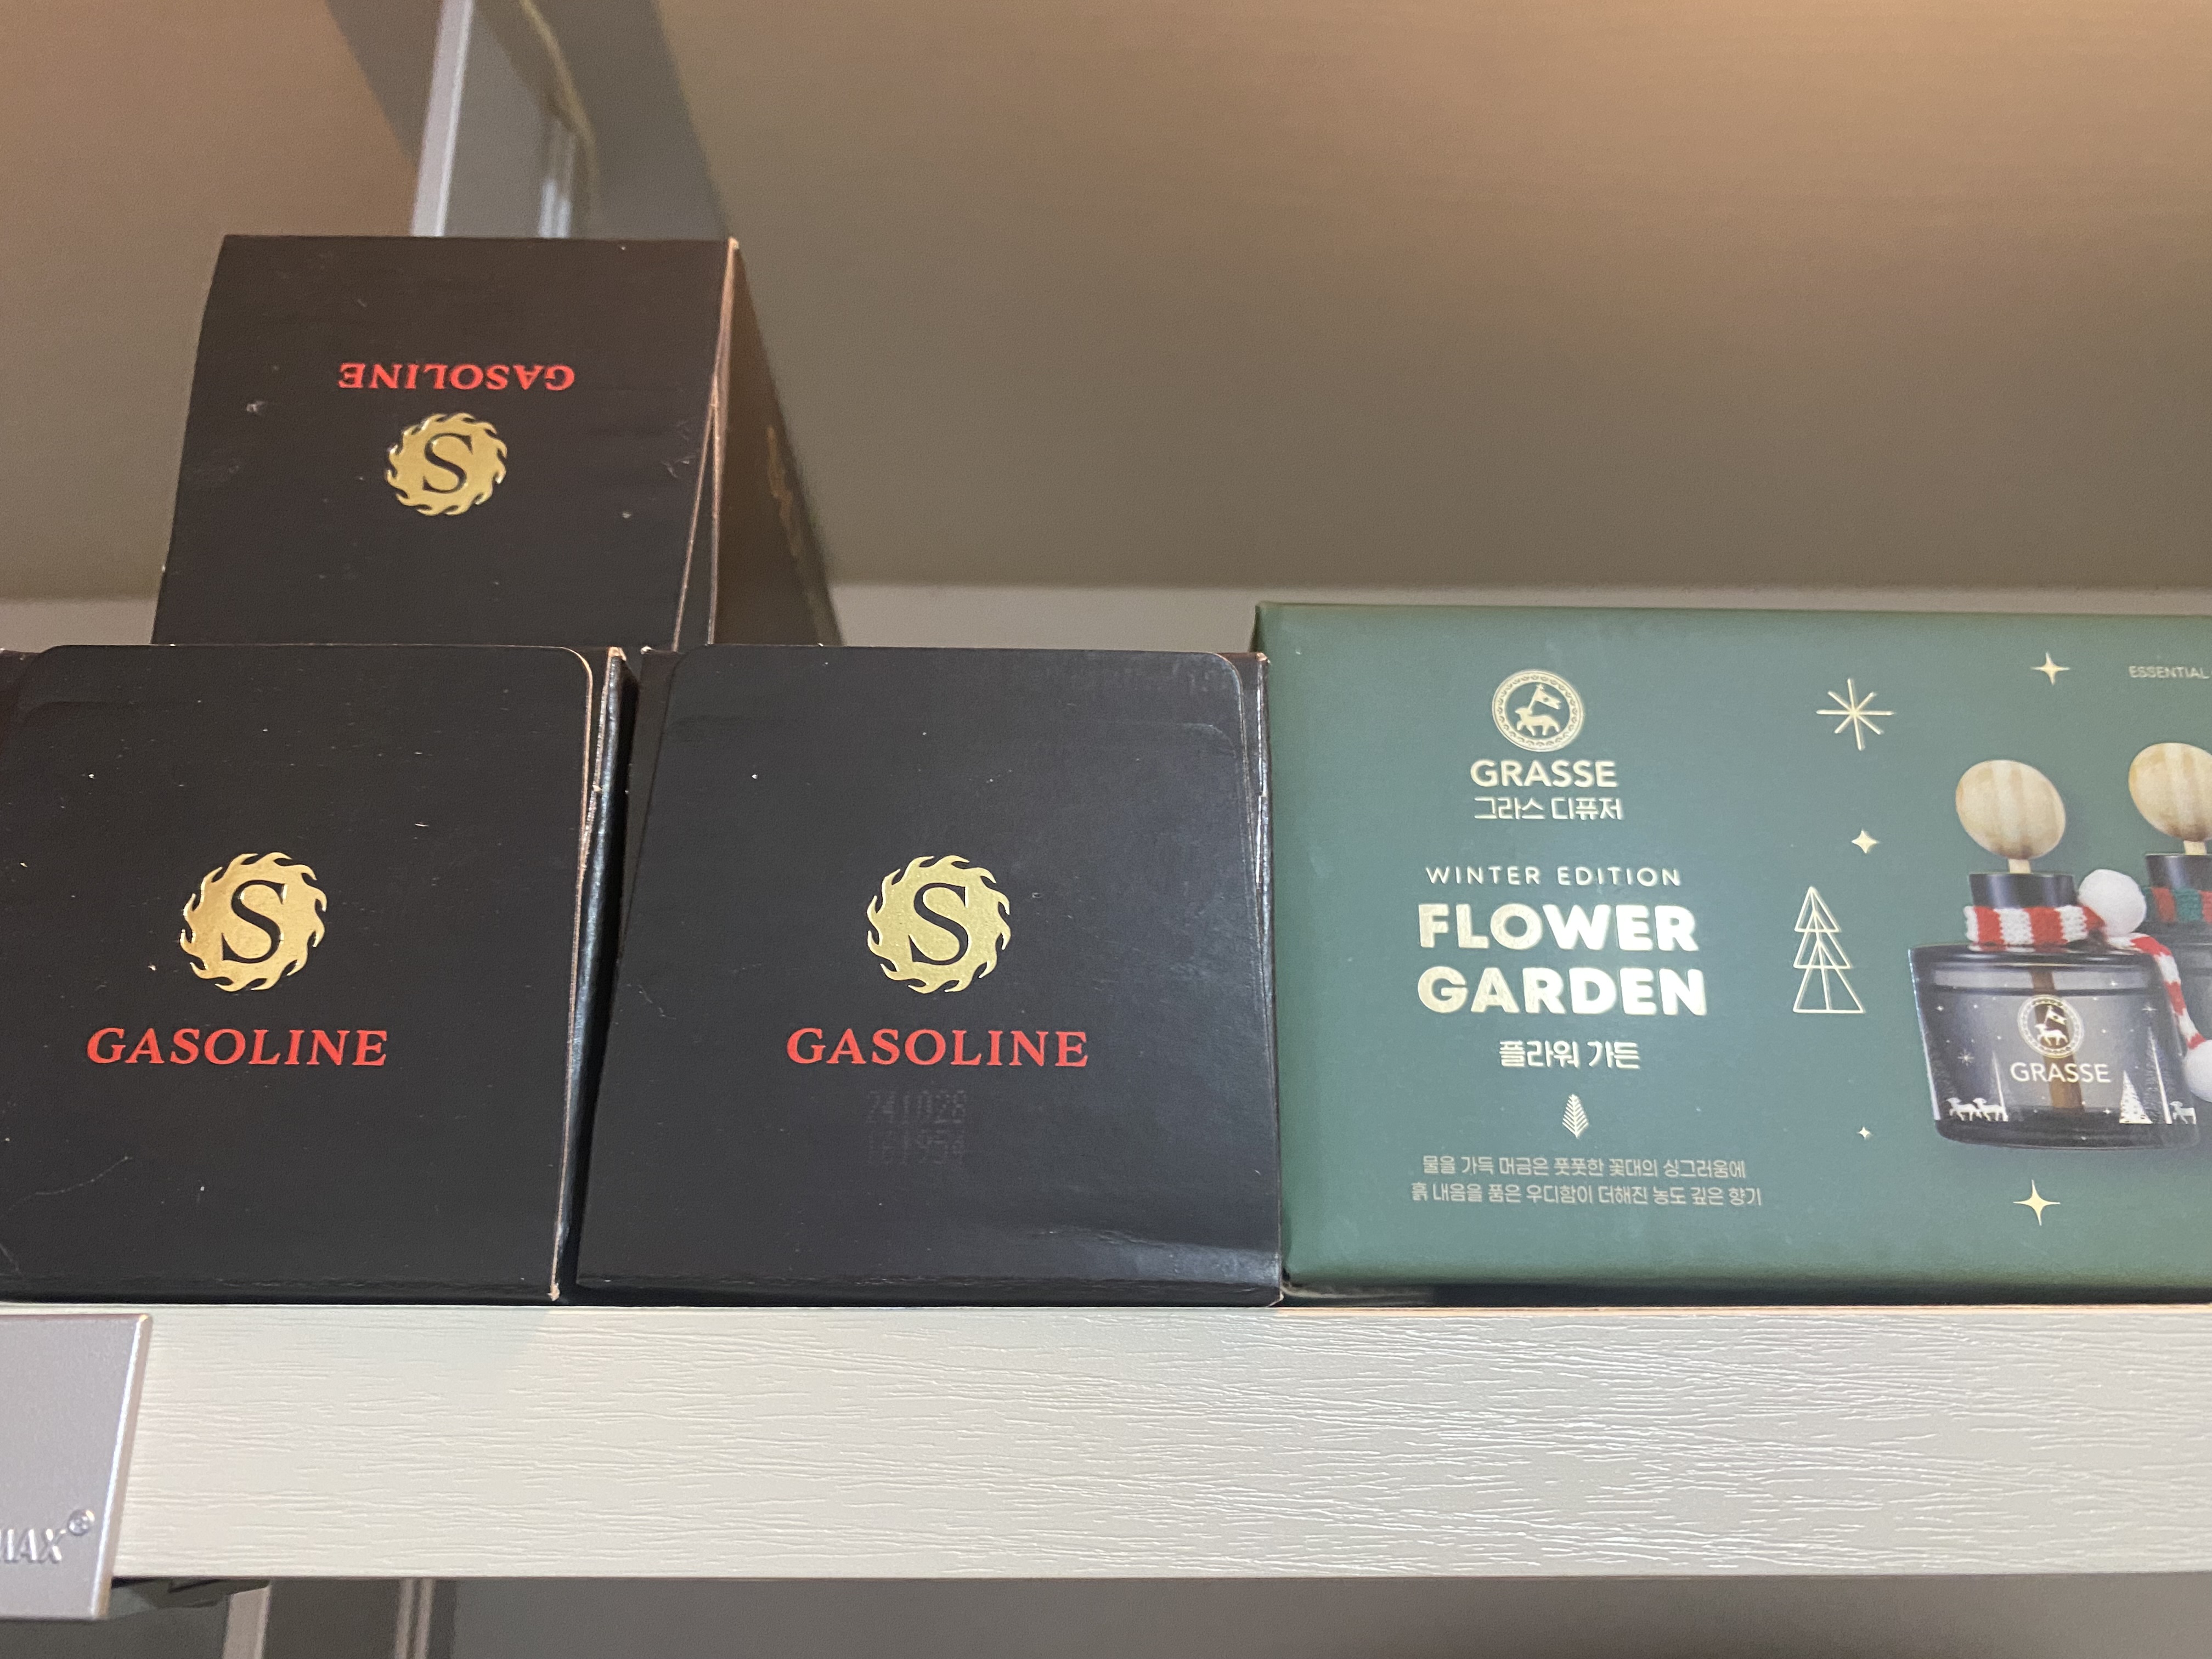 GASOLINE
S
S
GASOLINE
S
GASOLINE
241028
161954
GRASSE
그라스 디퓨저
WINTER EDITION
FLOWER
GARDEN
플라워 가든
물을 가득 머금은 풋풋한 꽃대의 싱그러움에
흙 내음을 품은 우디함이 더해진 농도 깊은 향기
ESSENTIAL
GRASSE
MAX®